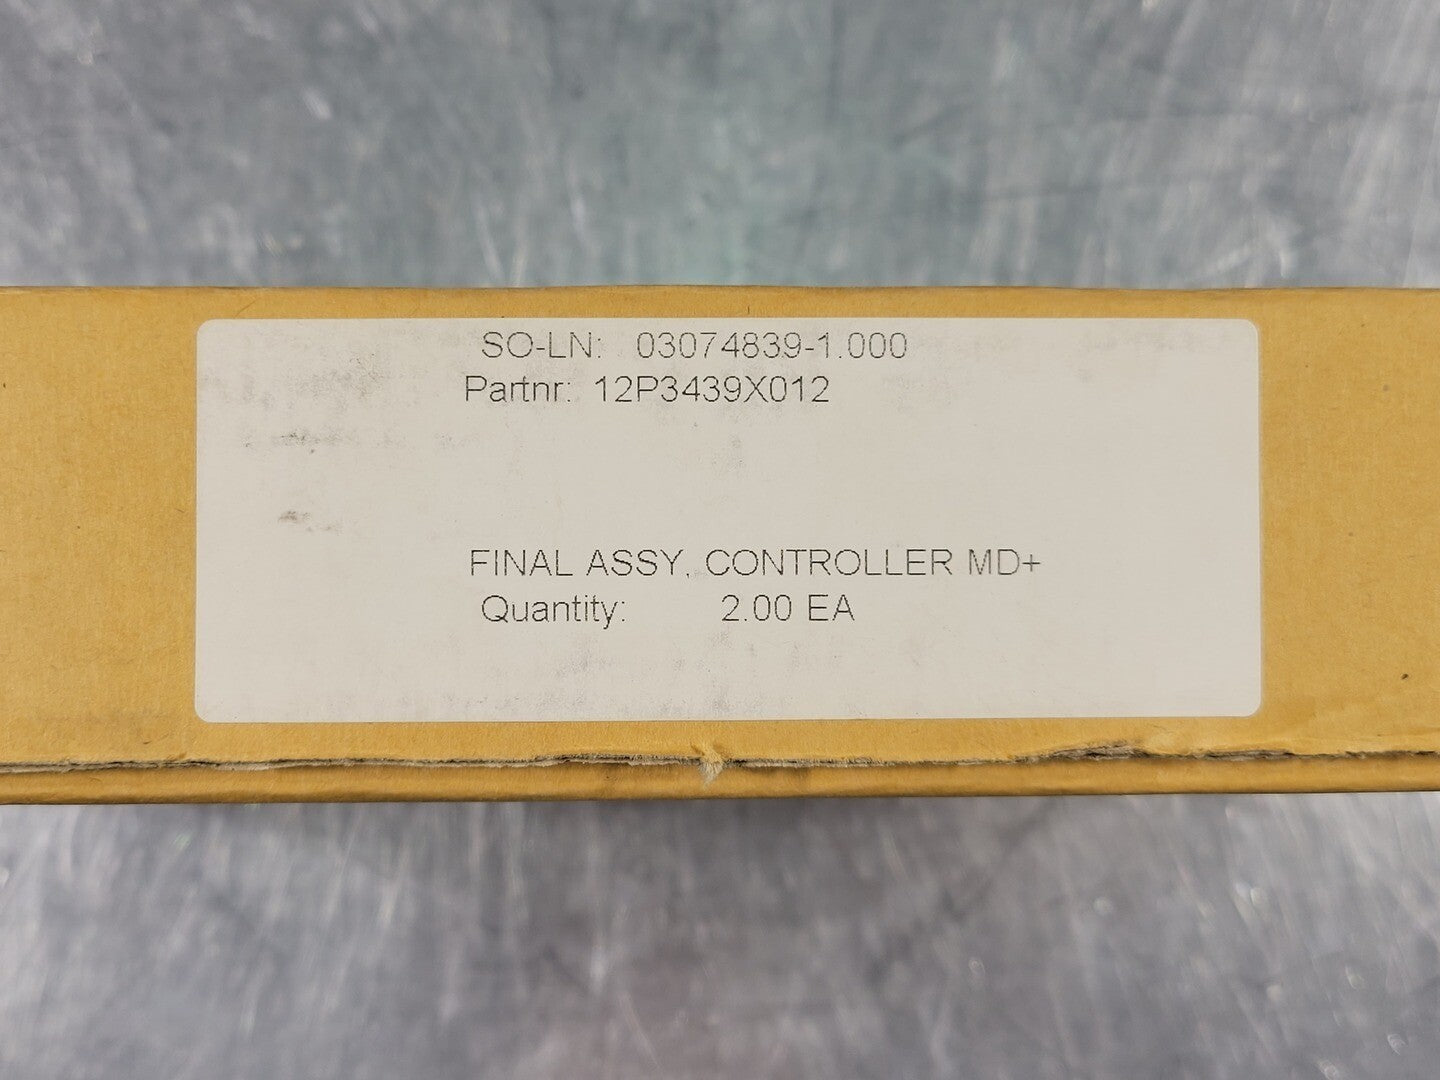 SO-LN: 03074839-1.000
Partnr: 12P3439X012
FINAL ASSY, CONTROLLER MD+
Quantity: 2.00 EA